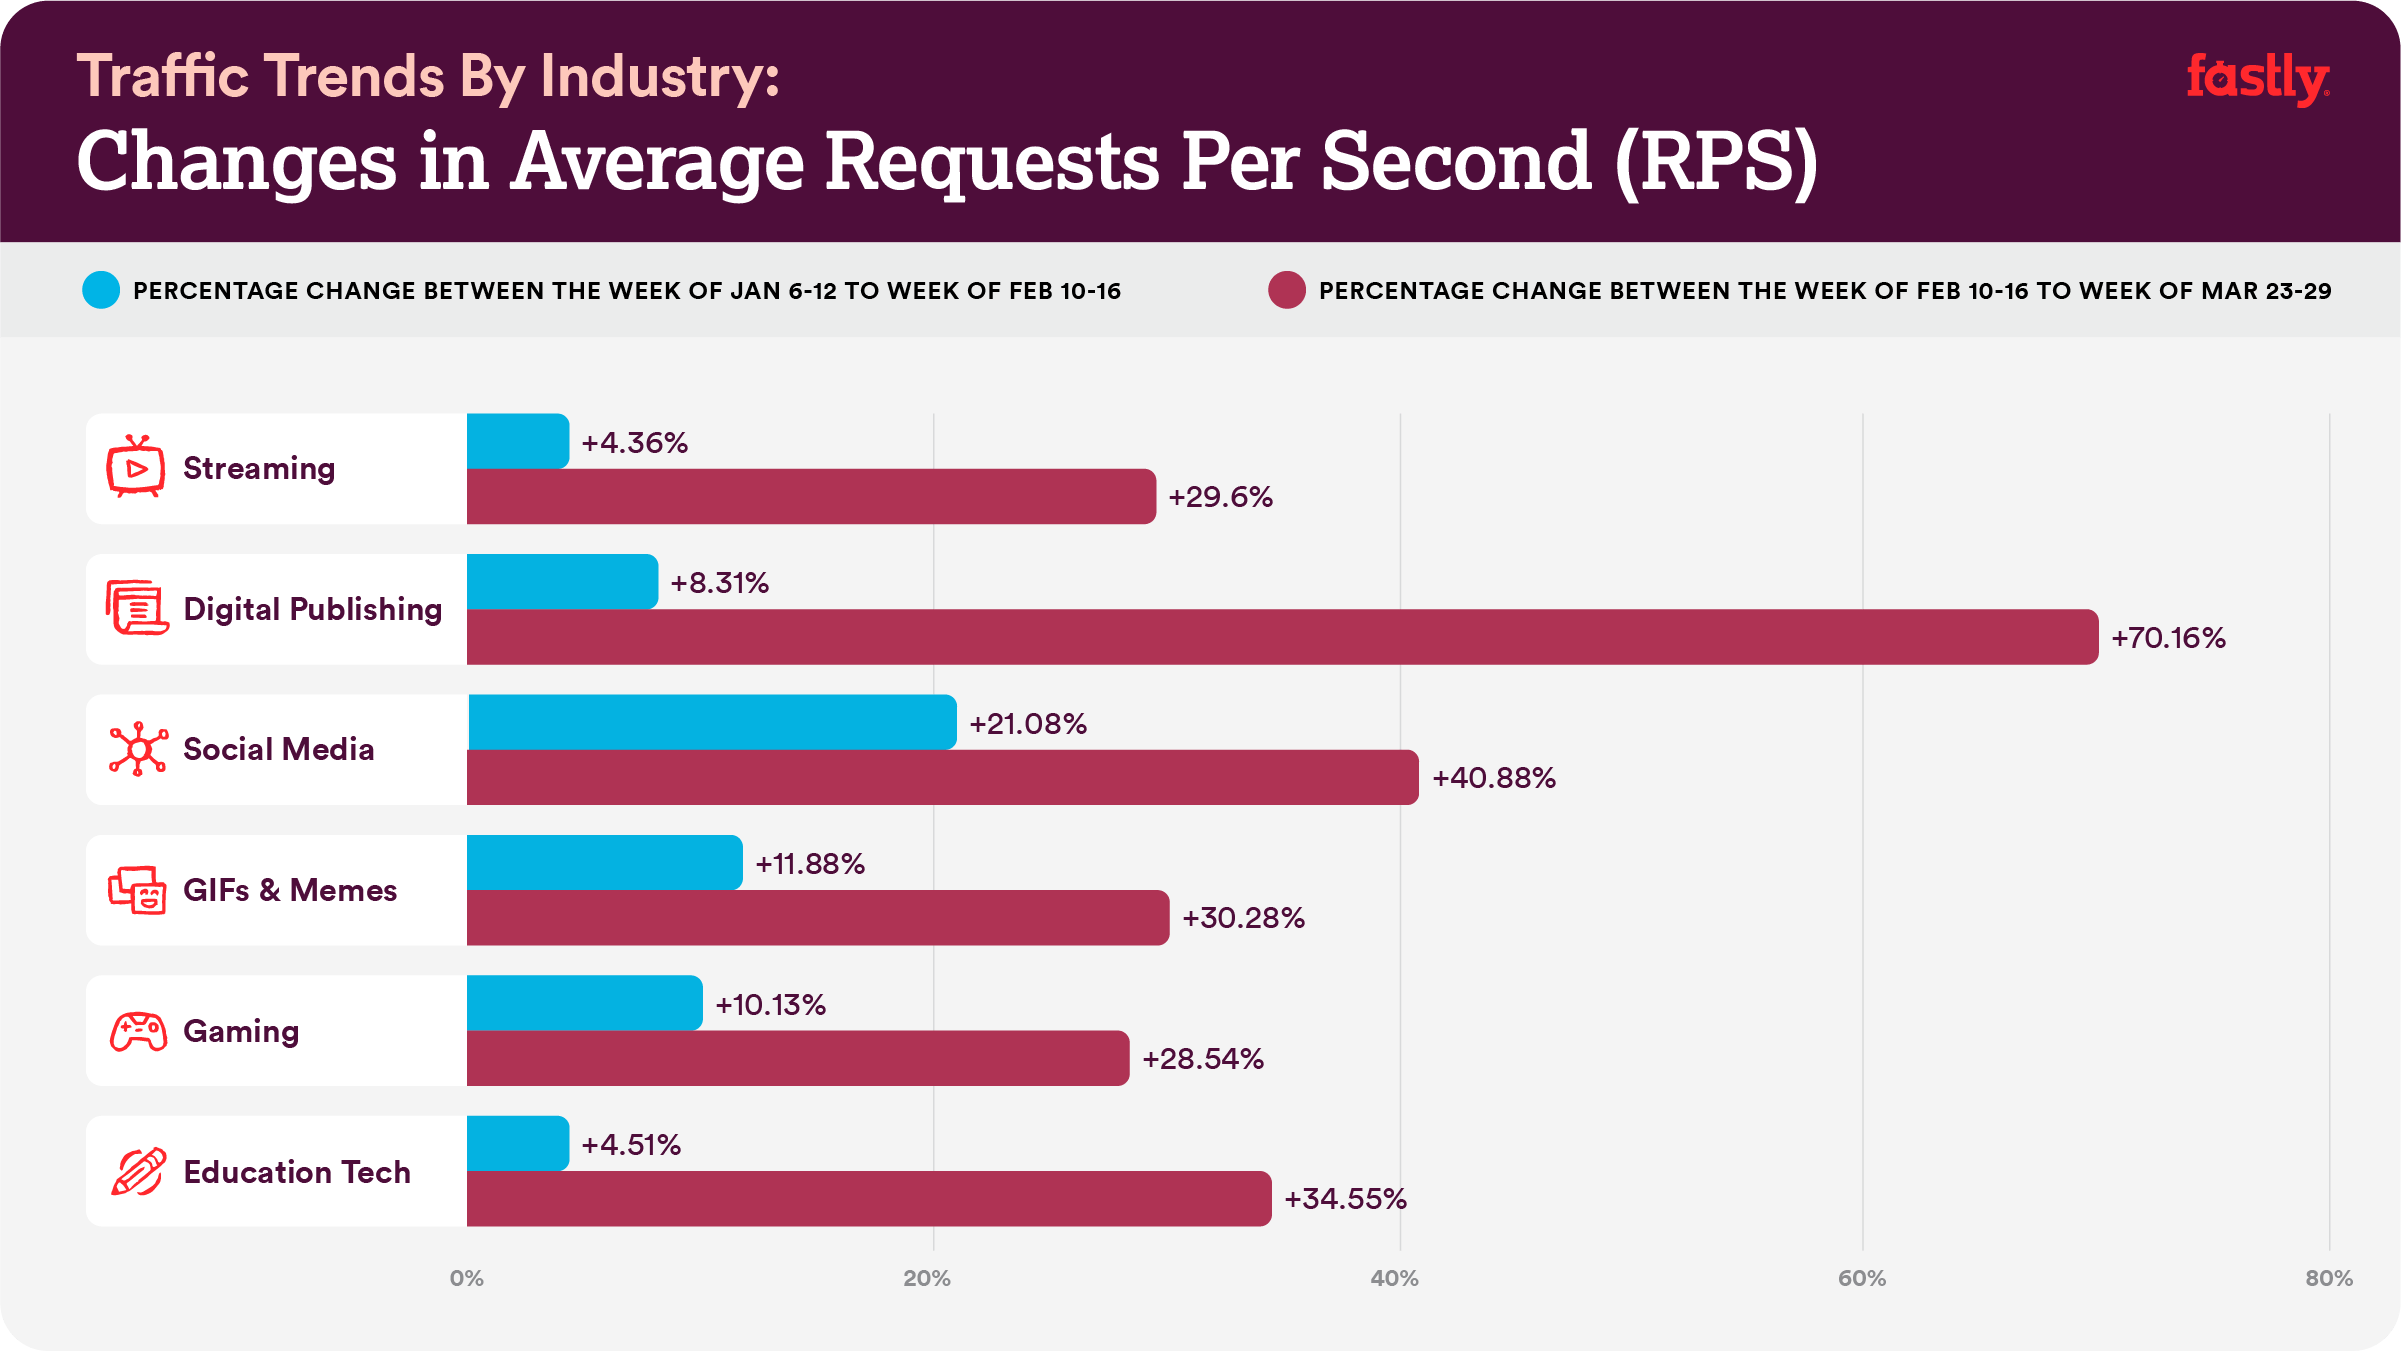 Traffic Trends By Industry:
fastly®
Changes in Average Requests Per Second (RPS)
PERCENTAGE CHANGE BETWEEN THE WEEK OF JAN 6-12 TO WEEK OF FEB 10-16
PERCENTAGE CHANGE BETWEEN THE WEEK OF FEB 10-16 TO WEEK OF MAR 23-29
Streaming
+4.36%
+29.6%
Digital Publishing
+8.31%
+70.16%
Social Media
+21.08%
+40.88%
GIFs & Memes
+11.88%
+30.28%
Gaming
+10.13%
+28.54%
Education Tech
+4.51%
+34.55%
0%
20%
40%
60%
80%